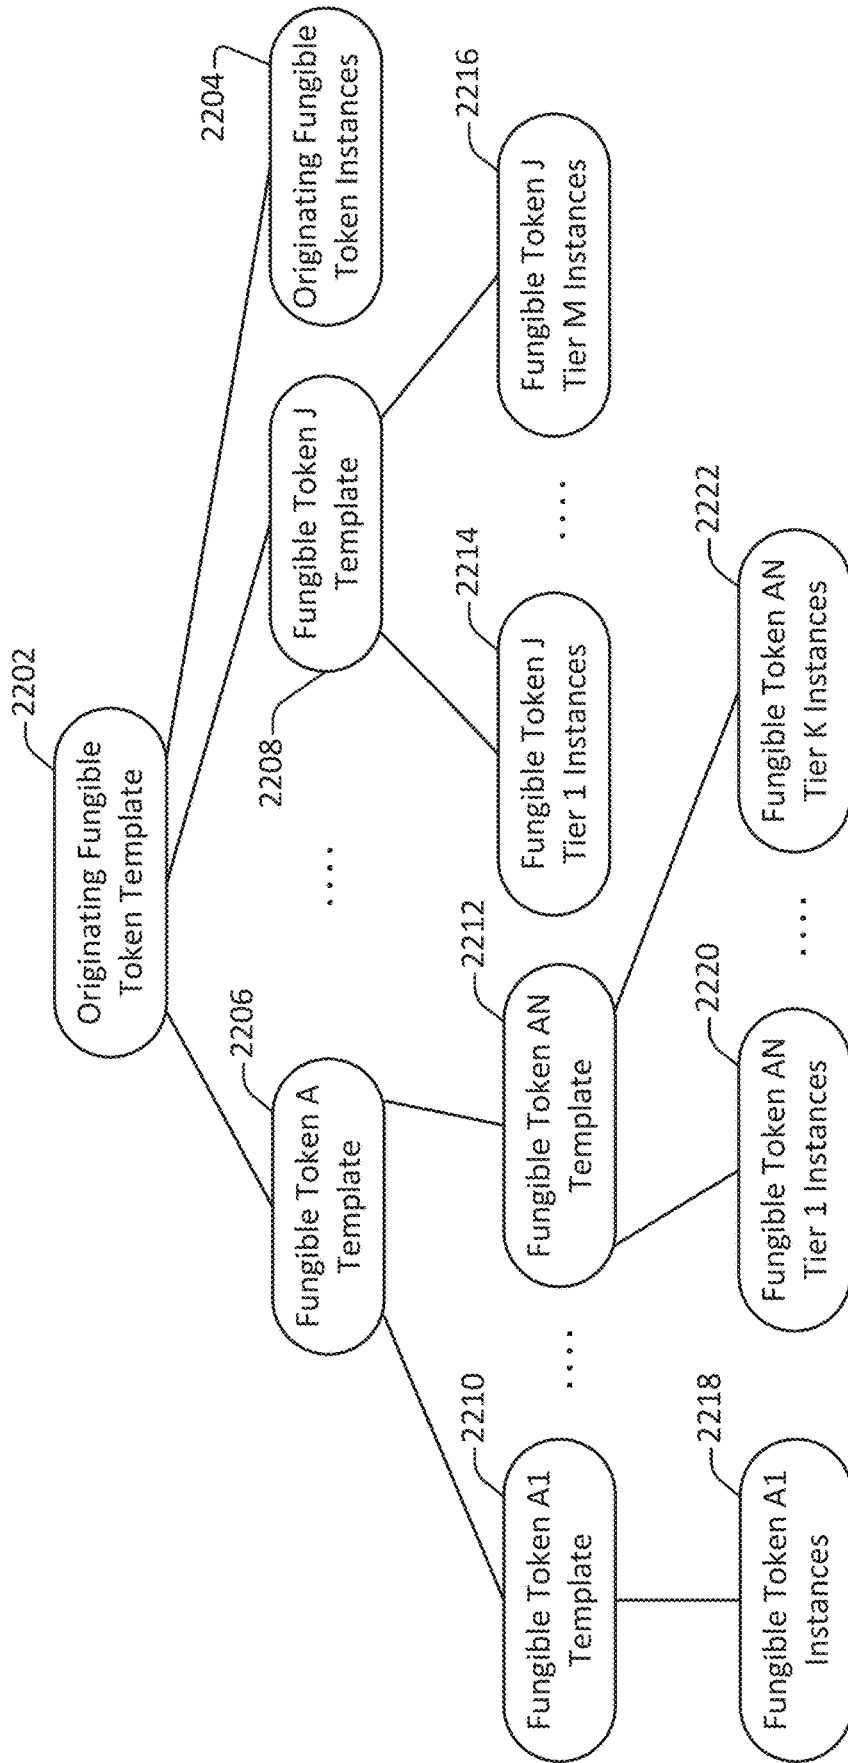 2202
Originating Fungible
Token Template
2206
Fungible Token A
Template
....
2208
Fungible Token J
Template
2204
Originating Fungible
Token Instances
2210
Fungible Token A1
Template
....
2212
Fungible Token AN
Template
2214
Fungible Token J
Tier 1 Instances
....
2216
Fungible Token J
Tier M Instances
2218
Fungible Token A1
Instances
2220
Fungible Token AN
Tier 1 Instances
....
2222
Fungible Token AN
Tier K Instances